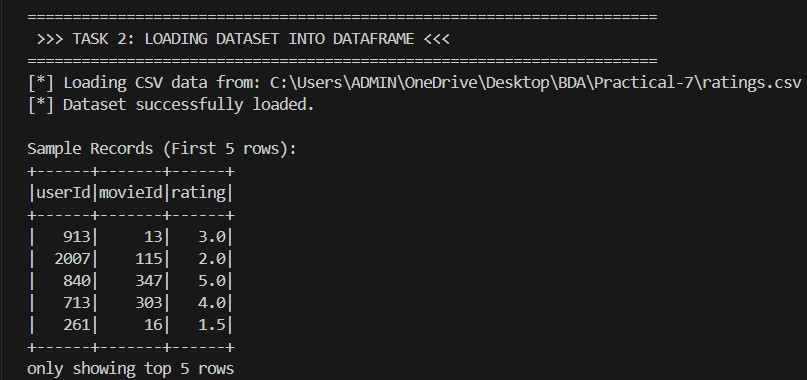 ======================================================================
>>> TASK 2: LOADING DATASET INTO DATAFRAME <<<
======================================================================
[*] Loading CSV data from: C:\Users\ADMIN\OneDrive\Desktop\BDA\Practical-7\ratings.csv
[*] Dataset successfully loaded.

Sample Records (First 5 rows):
+------+-------+------+
|userId|movieId|rating|
+------+-------+------+
|   913|     13|   3.0|
|  2007|    115|   2.0|
|   840|    347|   5.0|
|   713|    303|   4.0|
|   261|     16|   1.5|
+------+-------+------+
only showing top 5 rows